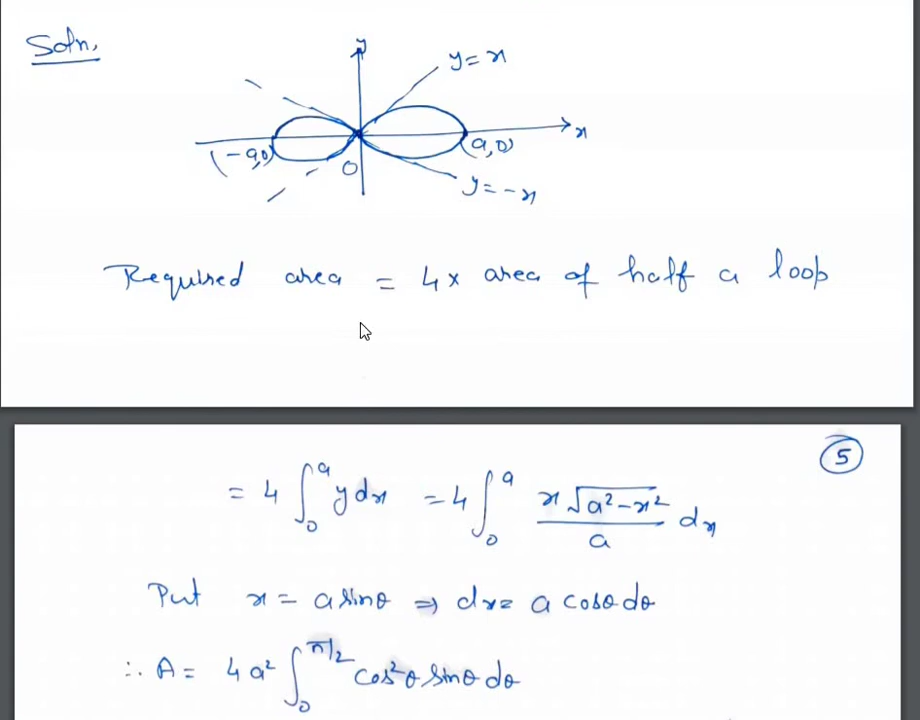 Soln.
y
y = x
x
(-a,0)
(a,0)
O
y = -x
Required area = 4 × area of half a loop
5
= 4 ∫₀ᵃ y dx = 4 ∫₀ᵃ x√(a²-x²)/a dx
Put x = a sinθ ⇒ dx = a cosθ dθ
∴ A = 4a² ∫₀^(π/2) cos²θ sinθ dθ